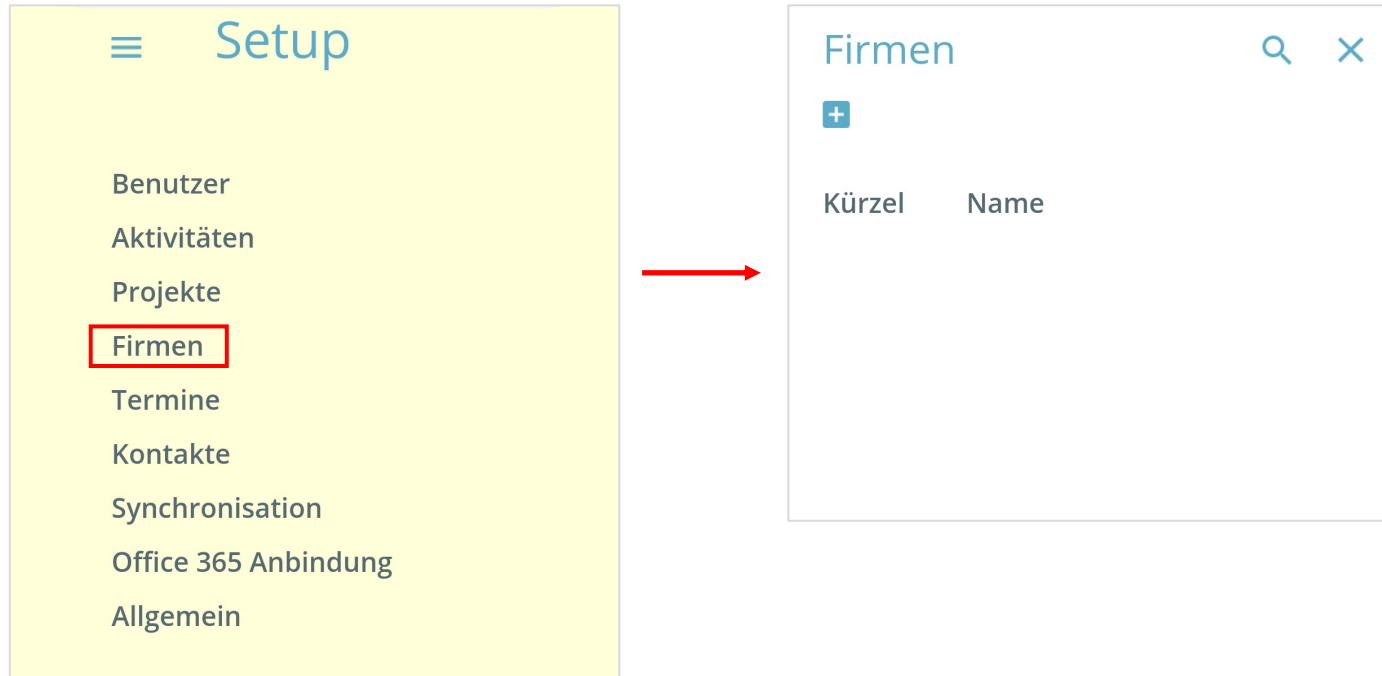 Setup
Benutzer
Aktivitäten
Projekte
Firmen
Termine
Kontakte
Synchronisation
Office 365 Anbindung
Allgemein
Firmen
Kürzel Name